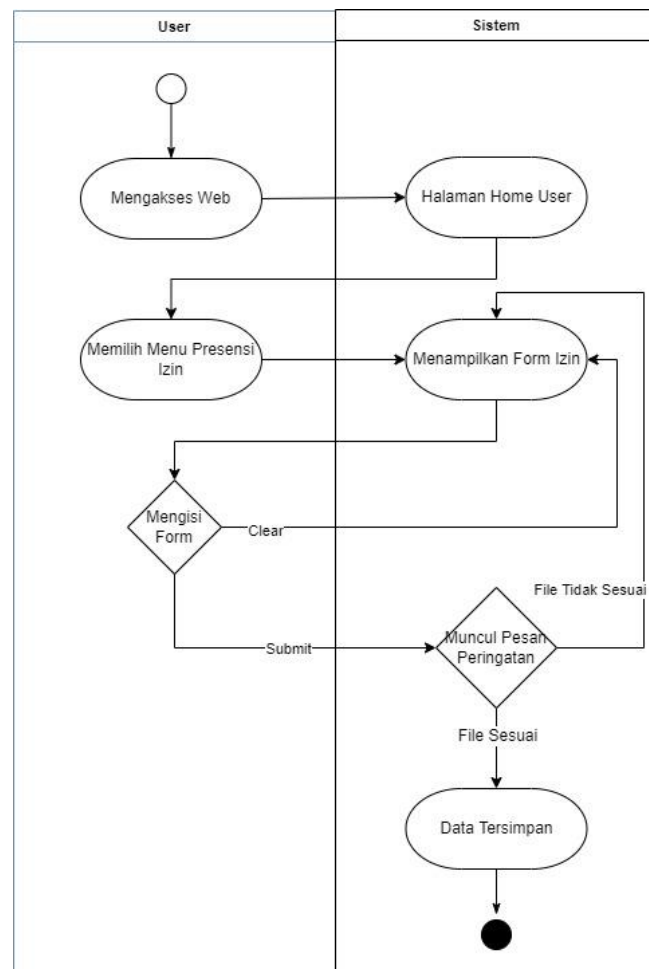 User
Sistem
Mengakses Web
Halaman Home User
Memilih Menu Presensi
Izin
Menampilkan Form Izin
Mengisi
Form
Clear
File Tidak Sesuai
Submit
Muncul Pesan
Peringatan
File Sesuai
Data Tersimpan